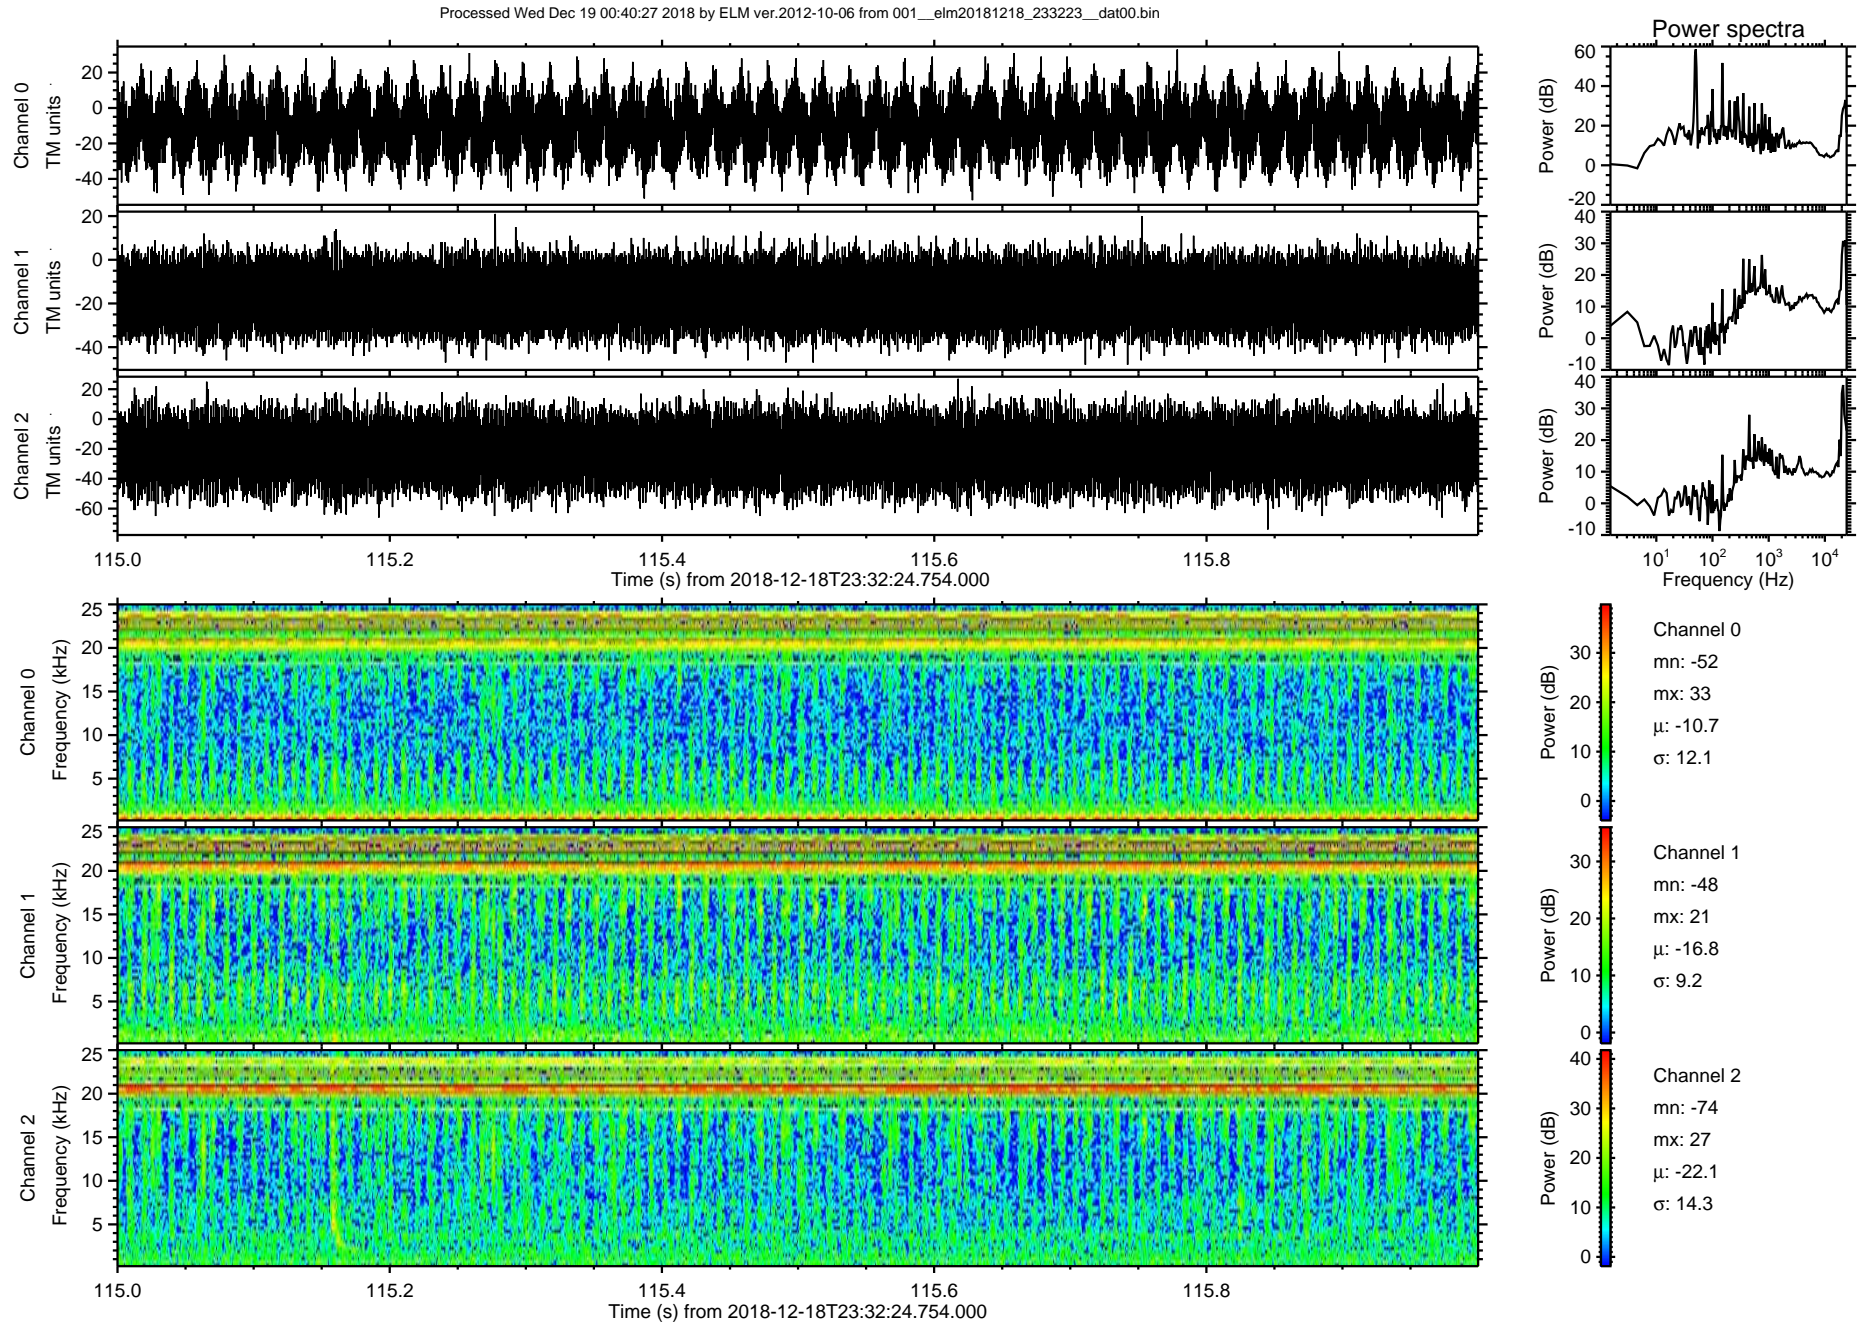 Processed Wed Dec 19 00:40:27 2018 by ELM ver.2012-10-06 from 001__elm20181218_233223__dat00.bin
Power spectra
Channel 0
TM units
20
0
-20
-40
Power (dB)
60
40
20
0
-20
Channel 1
TM units
20
0
-20
-40
Power (dB)
40
30
20
10
0
-10
Channel 2
TM units
20
0
-20
-40
-60
Power (dB)
40
30
20
10
0
-10
115.0 115.2 115.4 115.6 115.8
Time (s) from 2018-12-18T23:32:24.754.000
10¹ 10² 10³ 10⁴
Frequency (Hz)
Channel 0
Frequency (kHz)
25
20
15
10
5
Power (dB)
30
20
10
0
Channel 0
mn: -52
mx: 33
μ: -10.7
σ: 12.1
Channel 1
Frequency (kHz)
25
20
15
10
5
Power (dB)
30
20
10
0
Channel 1
mn: -48
mx: 21
μ: -16.8
σ: 9.2
Channel 2
Frequency (kHz)
25
20
15
10
5
Power (dB)
40
30
20
10
0
Channel 2
mn: -74
mx: 27
μ: -22.1
σ: 14.3
115.0 115.2 115.4 115.6 115.8
Time (s) from 2018-12-18T23:32:24.754.000